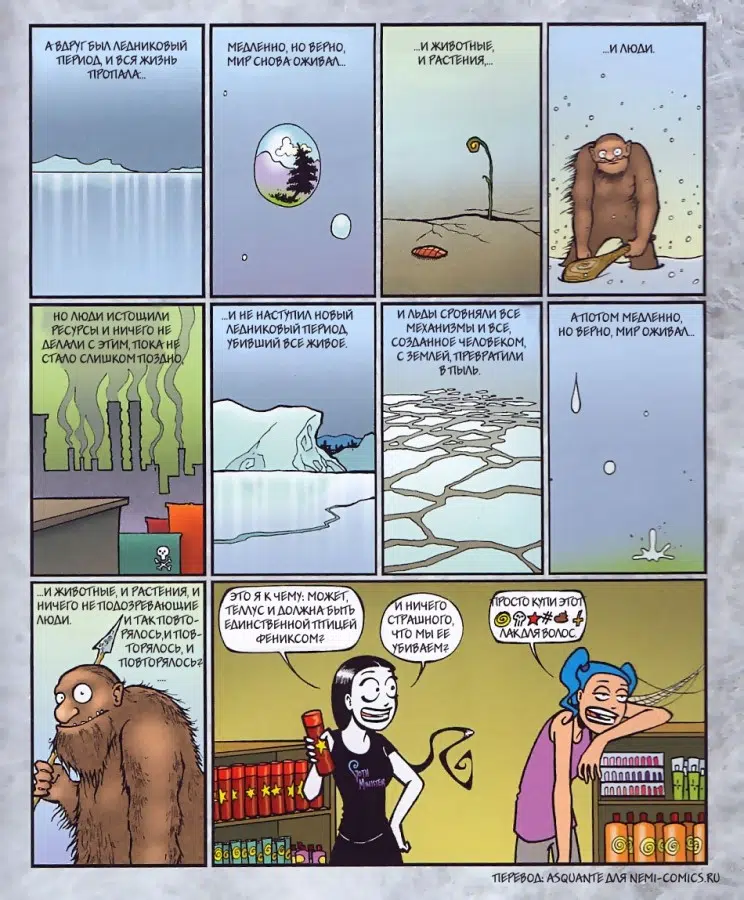 А ВДРУГ БЫЛ ЛЕДНИКОВЫЙ
ПЕРИОД, И ВСЯ ЖИЗНЬ
ПРОПАЛА...
МЕДЛЕННО, НО ВЕРНО,
МИР СНОВА ОЖИВАЛ...
...И ЖИВОТНЫЕ,
И РАСТЕНИЯ,...
...И ЛЮДИ.
НО ЛЮДИ ИСТОЩИЛИ
РЕСУРСЫ И НИЧЕГО НЕ
ДЕЛАЛИ С ЭТИМ, ПОКА НЕ
СТАЛО СЛИШКОМ ПОЗДНО,
...И НЕ НАСТУПИЛ НОВЫЙ
ЛЕДНИКОВЫЙ ПЕРИОД,
УБИВШИЙ ВСЕ ЖИВОЕ.
И ЛЬДЫ СРОВНЯЛИ ВСЕ
МЕХАНИЗМЫ И ВСЕ,
СОЗДАННОЕ ЧЕЛОВЕКОМ,
С ЗЕМЛЕЙ, ПРЕВРАТИЛИ
В ПЫЛЬ.
А ПОТОМ МЕДЛЕННО,
НО ВЕРНО, МИР ОЖИВАЛ...
...И ЖИВОТНЫЕ, И РАСТЕНИЯ, И
НИЧЕГО НЕ ПОДОЗРЕВАЮЩИЕ
ЛЮДИ.
И ТАК ПОВТО-
РЯЛОСЬ, И ПОВ-
ТОРЯЛОСЬ, И
ПОВТОРЯЛОСЬ?
.....
ЭТО Я К ЧЕМУ: МОЖЕТ,
ТЕЛЛУС И ДОЛЖНА БЫТЬ
ЕДИНСТВЕННОЙ ПТИЦЕЙ
ФЕНИКСОМ?
И НИЧЕГО
СТРАШНОГО,
ЧТО МЫ ЕЕ
УБИВАЕМ?
ПРОСТО КУПИ ЭТОТ
#
ЛАК ДЛЯ ВОЛОС.
GOTH
MINISTER
ПЕРЕВОД: ASQUANTE ДЛЯ NEMI-COMICS.RU